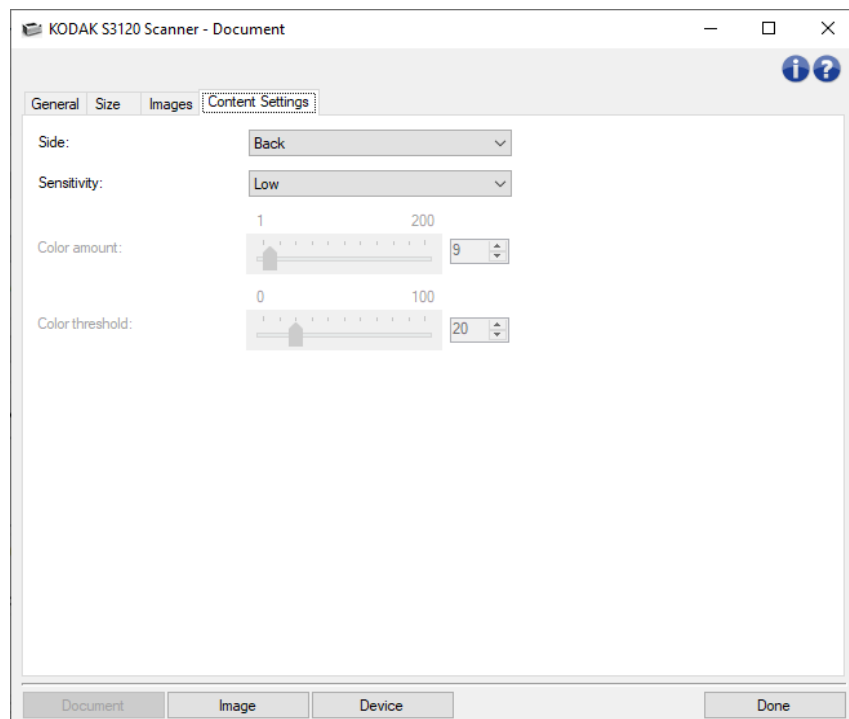 KODAK S3120 Scanner - Document
General Size Images Content Settings
Side: Back
Sensitivity: Low
1 200
Color amount: 9
0 100
Color threshold: 20
Document Image Device Done